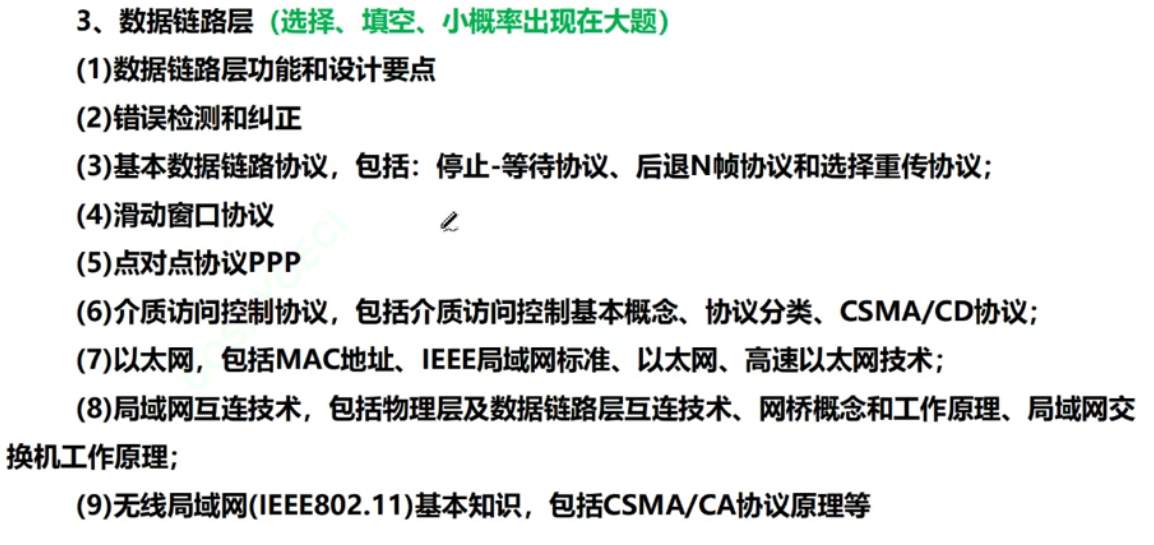 3、数据链路层（选择、填空、小概率出现在大题）
(1)数据链路层功能和设计要点
(2)错误检测和纠正
(3)基本数据链路协议，包括：停止-等待协议、后退N帧协议和选择重传协议；
(4)滑动窗口协议
(5)点对点协议PPP
(6)介质访问控制协议，包括介质访问控制基本概念、协议分类、CSMA/CD协议；
(7)以太网，包括MAC地址、IEEE局域网标准、以太网、高速以太网技术；
(8)局域网互连技术，包括物理层及数据链路层互连技术、网桥概念和工作原理、局域网交
换机工作原理；
(9)无线局域网(IEEE802.11)基本知识，包括CSMA/CA协议原理等